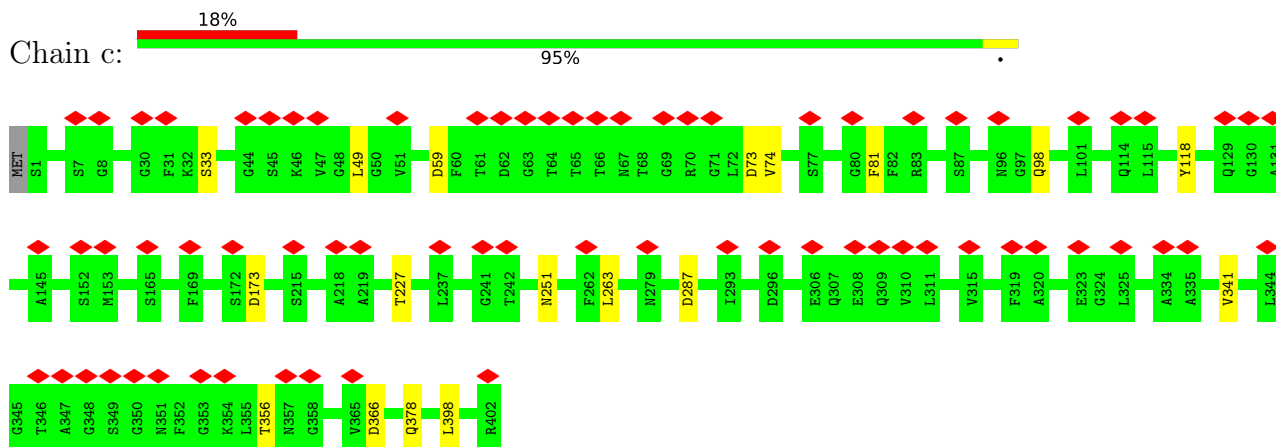 18%
Chain c:
95%
.
MET S1 S7 G8 G30 F31 K32 S33 G44 S45 K46 V47 G48 L49 G50 V51 D59 F60 T61 D62 G63 T64 T65 T66 N67 T68 G69 R70 G71 L72 D73 V74 S77 G80 F81 F82 R83 S87 N96 G97 Q98 L101 Q114 L115 Y118 Q129 G130 A131
A145 S152 M153 S165 F169 S172 D173 S215 A218 A219 T227 L237 G241 T242 N251 F262 L263 N279 D287 I293 D296 E306 Q307 E308 Q309 V310 L311 V315 F319 A320 E323 G324 L325 A334 A335 V341 L344
G345 T346 A347 G348 S349 G350 N351 F352 G353 K354 L355 T356 N357 G358 V365 D366 Q378 L398 R402